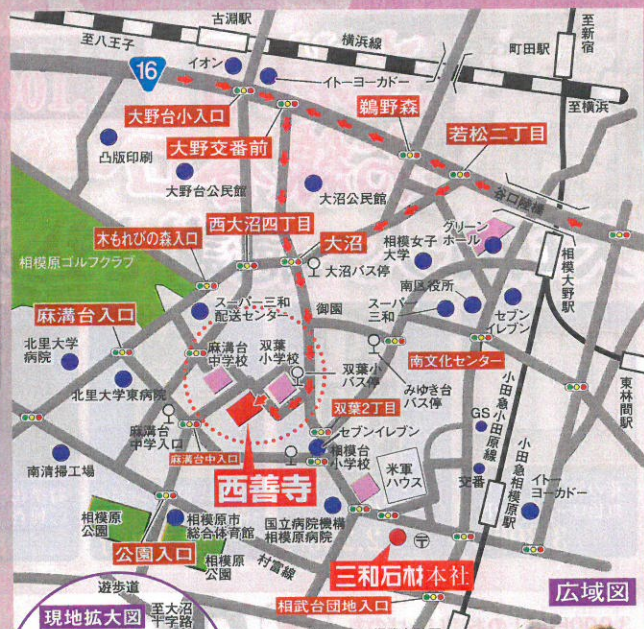 古淵駅
至八王子
横浜線
町田駅
至新宿
至横浜
16
イオン
イトーヨーカドー
大野台小入口
大野交番前
鵜野森
若松二丁目
谷口陸橋
凸版印刷
大野台公民館
大沼公民館
西大沼四丁目
大沼
大沼バス停
木もれびの森入口
相模原ゴルフクラブ
相模女子
大学
グリーン
ホール
相模大野駅
南区役所
スーパー
三和
セブン
イレブン
御園
スーパー三和
配送センター
麻溝台入口
北里大学
病院
北里大学東病院
麻溝台
中学校
双葉
小学校
双葉小
バス停
みゆき台
バス停
南文化センター
東林間駅
双葉2丁目
セブンイレブン
麻溝台
中学入口
麻溝台中入口
南清掃工場
西善寺
相模台
小学校
米軍
ハウス
GS
交番
小田急小田原線
小田急相模原駅
イトー
ヨーカドー
相模原
公園
相模原市
総合体育館
国立病院機構
相模原病院
公園入口
相模原
公園
村富線
三和石材本社
相武台団地入口
広域図
遊歩道
現地拡大図
至大沼
十字路